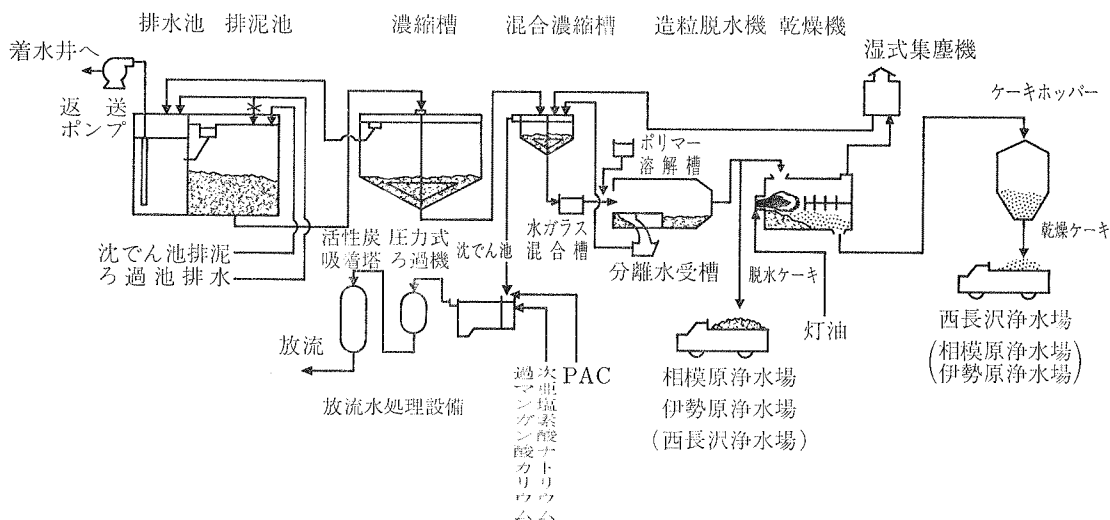 排水池 排泥池 濃縮槽 混合濃縮槽 造粒脱水機 乾燥機
着水井へ
湿式集塵機
返送
ポンプ
ケーキホッパー
ポリマー
溶解槽
水ガラス
混合槽
沈でん池排泥
ろ過池排水
活性炭
吸着塔
圧力式
ろ過機
沈でん池
分離水受槽
脱水ケーキ
乾燥ケーキ
灯油
放流
PAC
次亜塩素酸ナトリウム
過マンガン酸カリウム
放流水処理設備
相模原浄水場
伊勢原浄水場
(西長沢浄水場)
西長沢浄水場
(相模原浄水場
伊勢原浄水場)